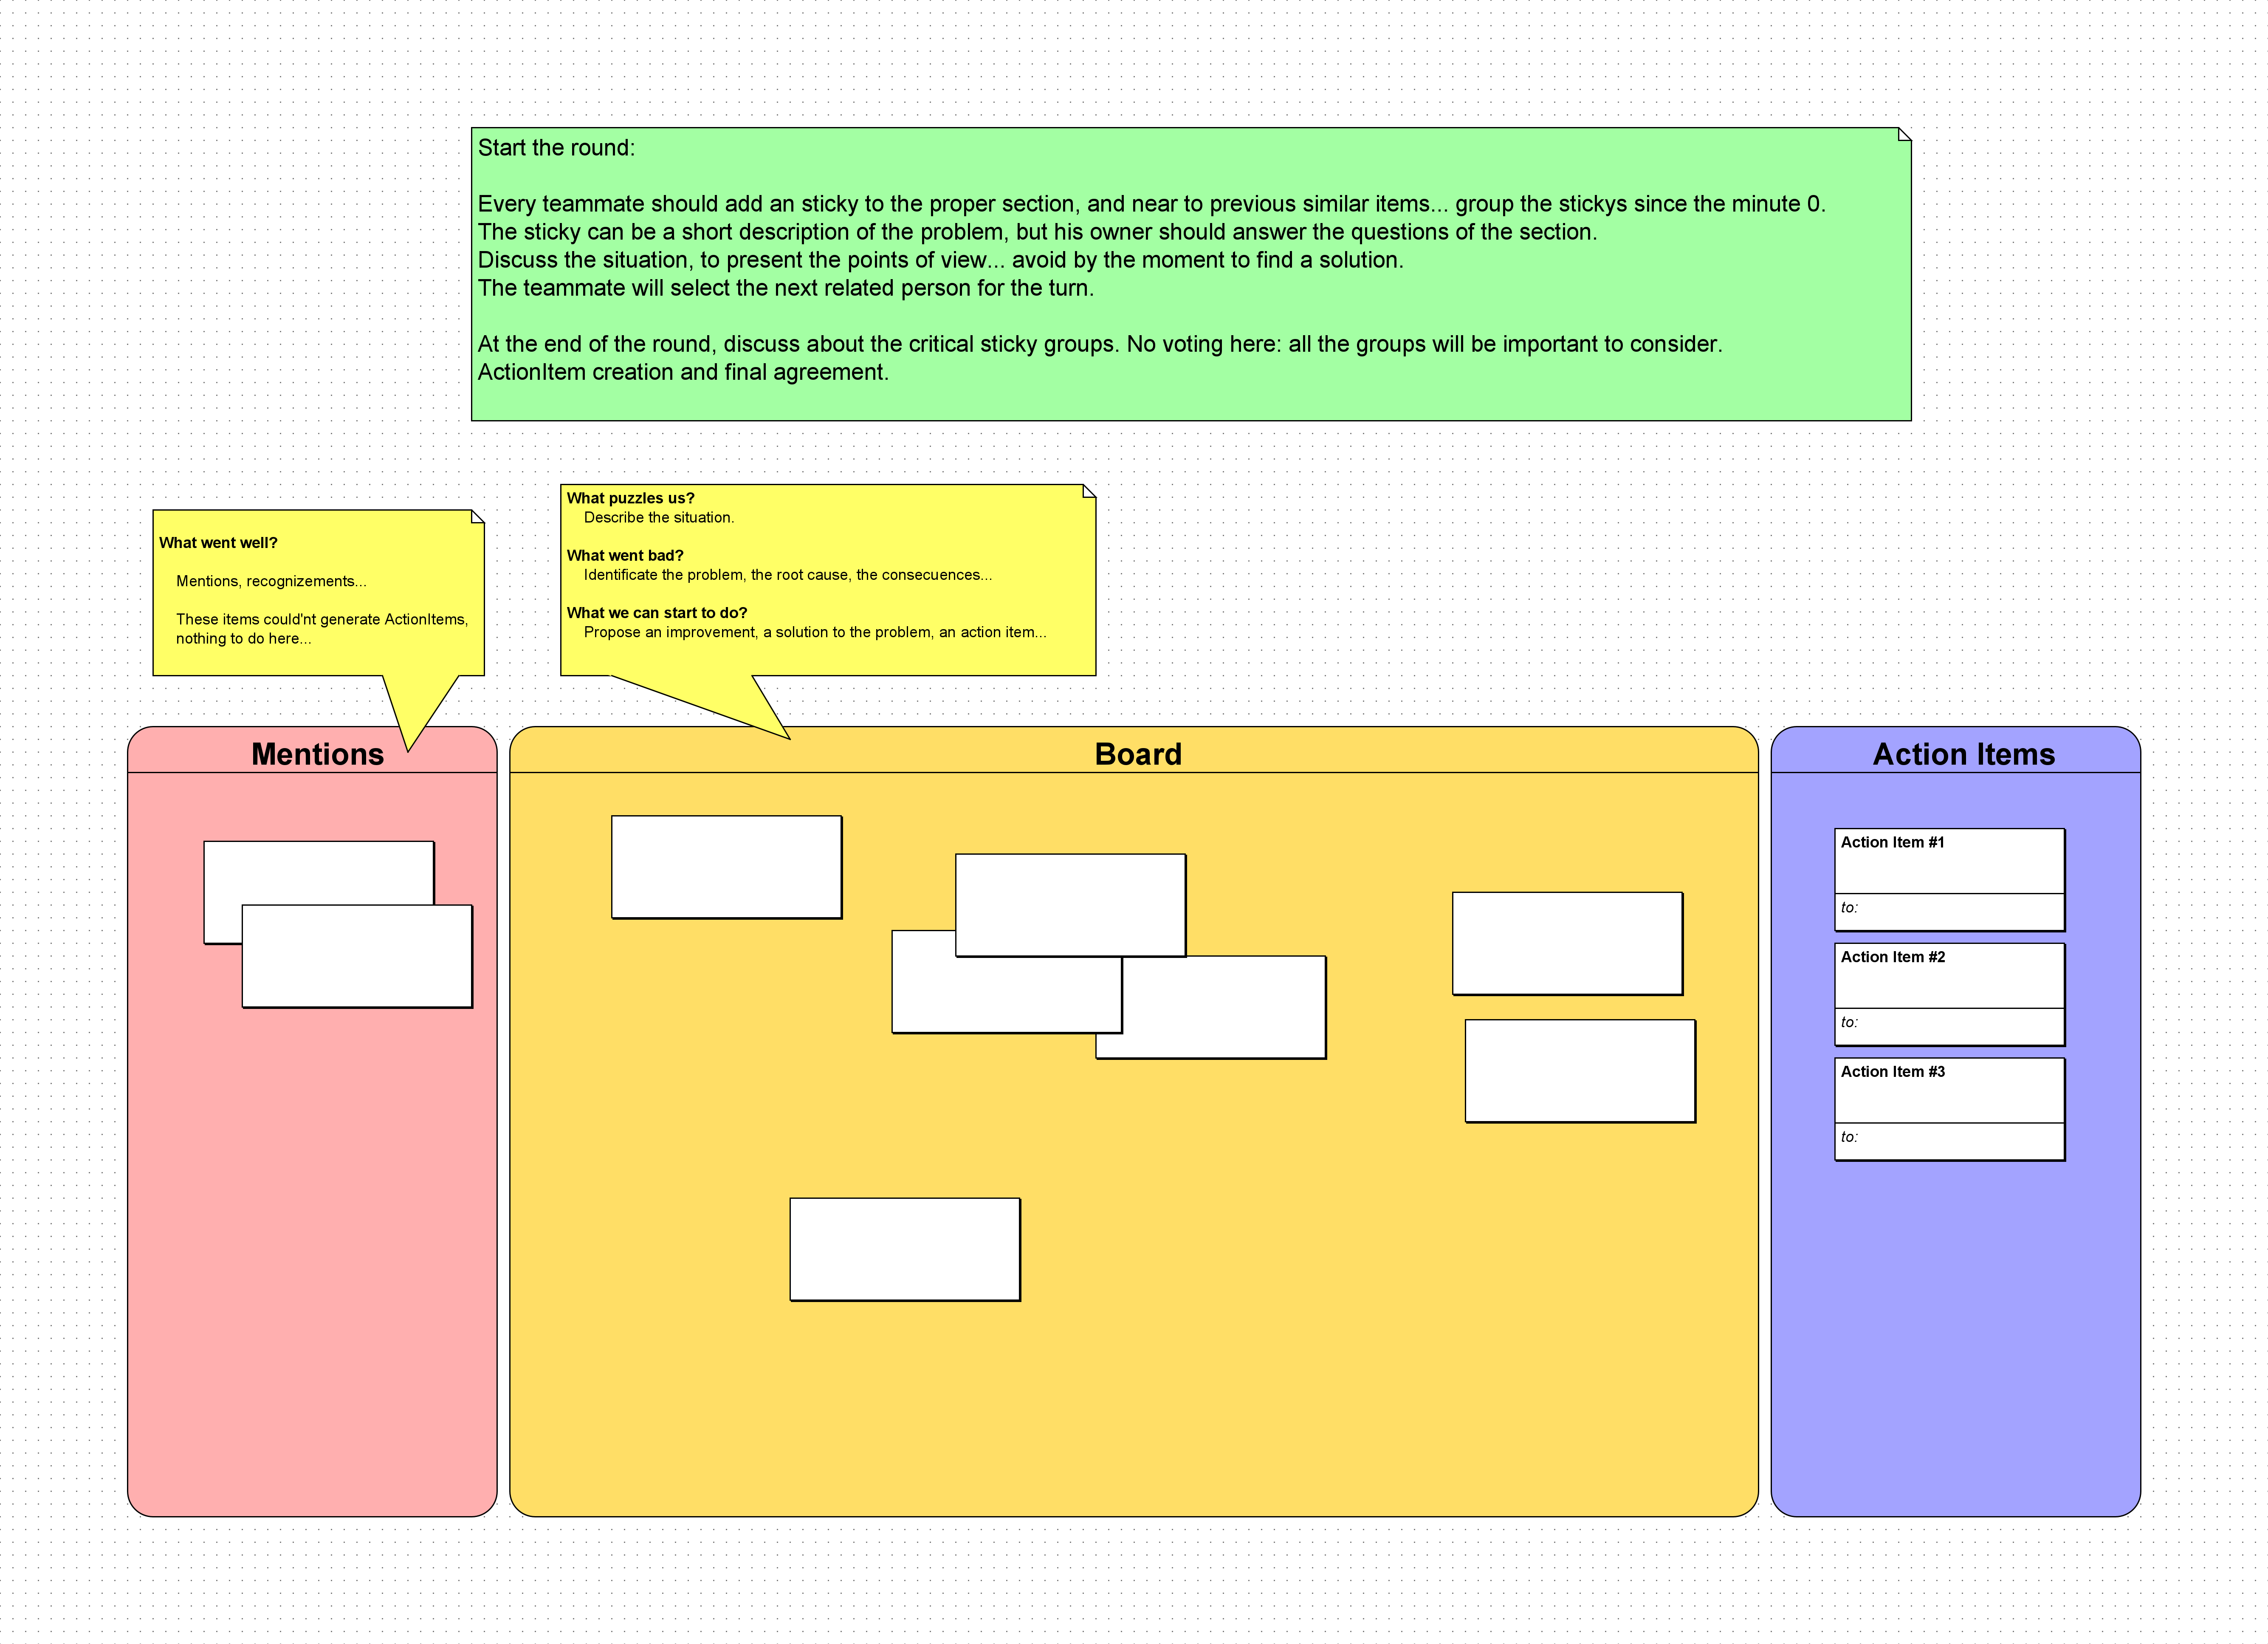 Start the round:
Every teammate should add an sticky to the proper section, and near to previous similar items... group the stickys since the minute 0.
The sticky can be a short description of the problem, but his owner should answer the questions of the section.
Discuss the situation, to present the points of view... avoid by the moment to find a solution.
The teammate will select the next related person for the turn.
At the end of the round, discuss about the critical sticky groups. No voting here: all the groups will be important to consider.
ActionItem creation and final agreement.
What went well?
Mentions, recognizements...
These items could'nt generate ActionItems,
nothing to do here...
What puzzles us?
Describe the situation.
What went bad?
Identificate the problem, the root cause, the consecuences...
What we can start to do?
Propose an improvement, a solution to the problem, an action item...
Mentions
Board
Action Items
Action Item #1
to:
Action Item #2
to:
Action Item #3
to: